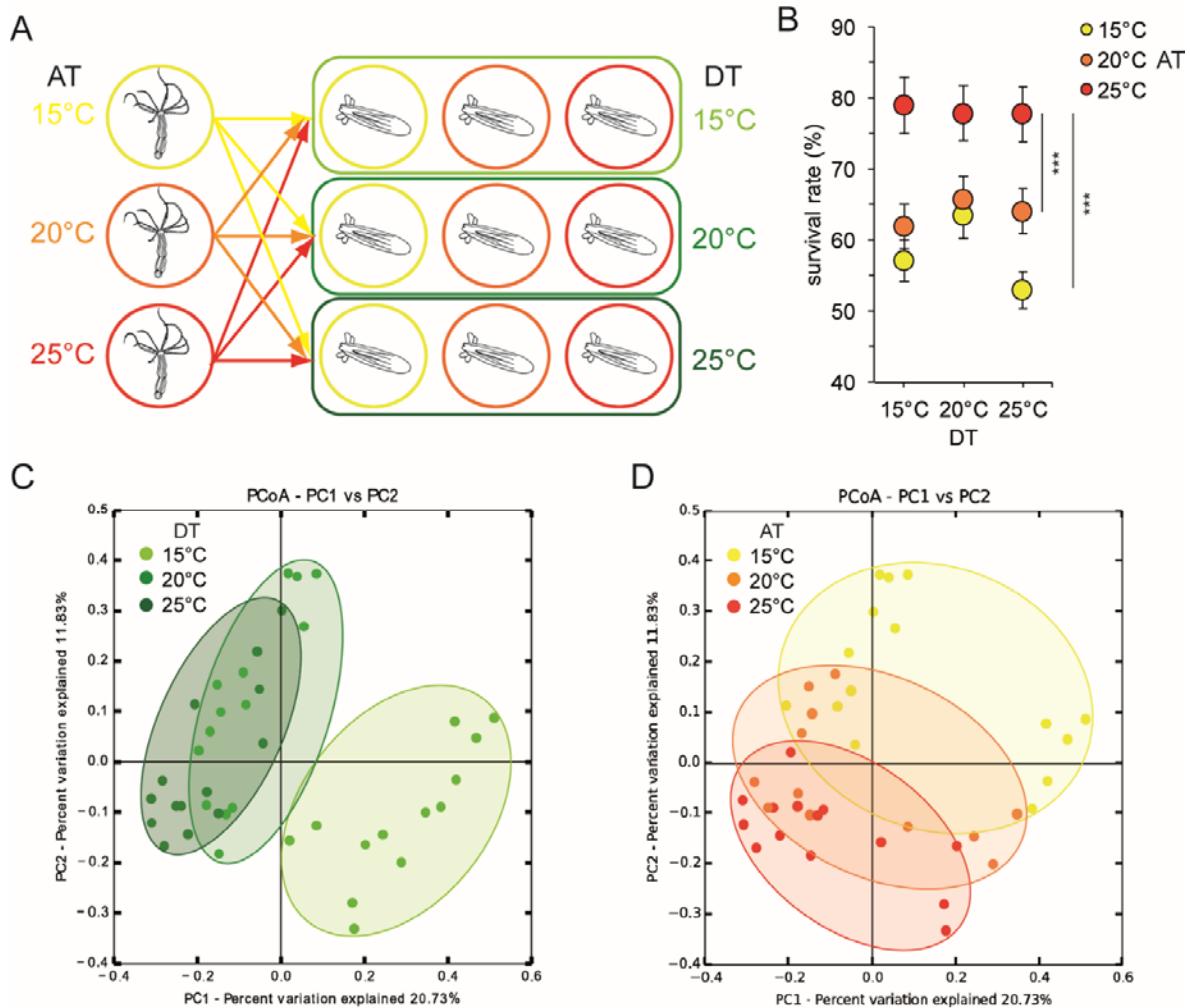 A
AT
DT
15°C
15°C
20°C
20°C
25°C
25°C
B
15°C
20°C AT
25°C
90
80
70
60
50
40
survival rate (%)
***
***
15°C 20°C 25°C
DT
C
PCoA - PC1 vs PC2
DT
15°C
20°C
25°C
0.5
0.4
0.3
0.2
0.1
0.0
−0.1
−0.2
−0.3
−0.4
PC2 - Percent variation explained 11.83%
−0.4 −0.2 0.0 0.2 0.4 0.6
PC1 - Percent variation explained 20.73%
D
PCoA - PC1 vs PC2
AT
15°C
20°C
25°C
0.5
0.4
0.3
0.2
0.1
0.0
−0.1
−0.2
−0.3
−0.4
PC2 - Percent variation explained 11.83%
−0.4 −0.2 0.0 0.2 0.4 0.6
PC1 - Percent variation explained 20.73%